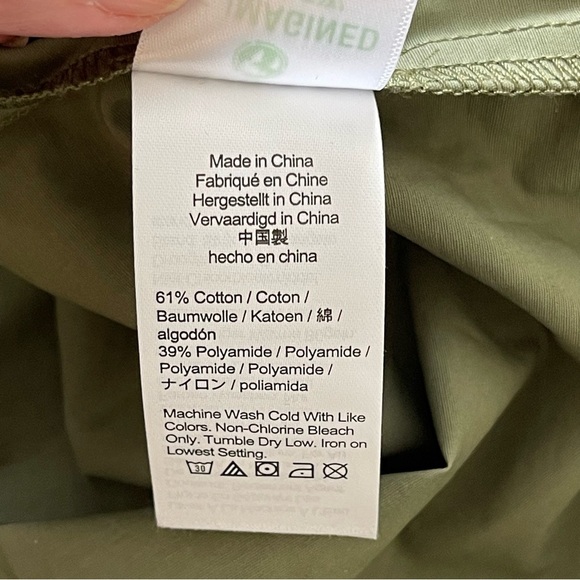 IMAGINED
Made in China
Fabriqué en Chine
Hergestellt in China
Vervaardigd in China
中国製
hecho en china
61% Cotton / Coton /
Baumwolle / Katoen / 綿 /
algodón
39% Polyamide / Polyamide /
Polyamide / Polyamide /
ナイロン / poliamida
Machine Wash Cold With Like
Colors. Non-Chlorine Bleach
Only. Tumble Dry Low. Iron on
Lowest Setting.
30